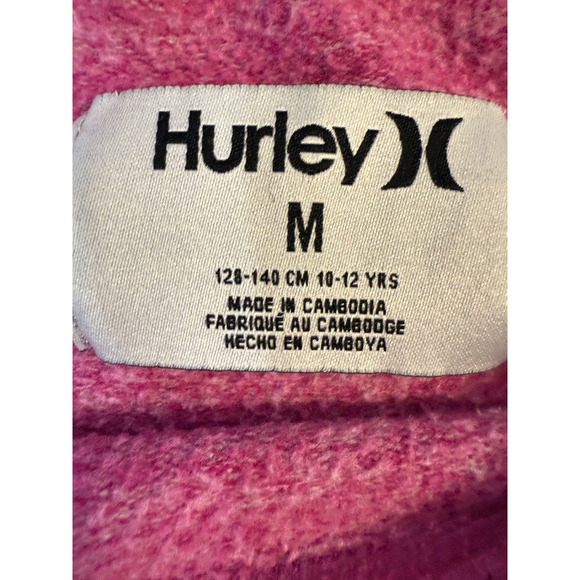 Hurley
M
128-140 CM 10-12 YRS
MADE IN CAMBODIA
FABRIQUÉ AU CAMBODGE
HECHO EN CAMBOYA